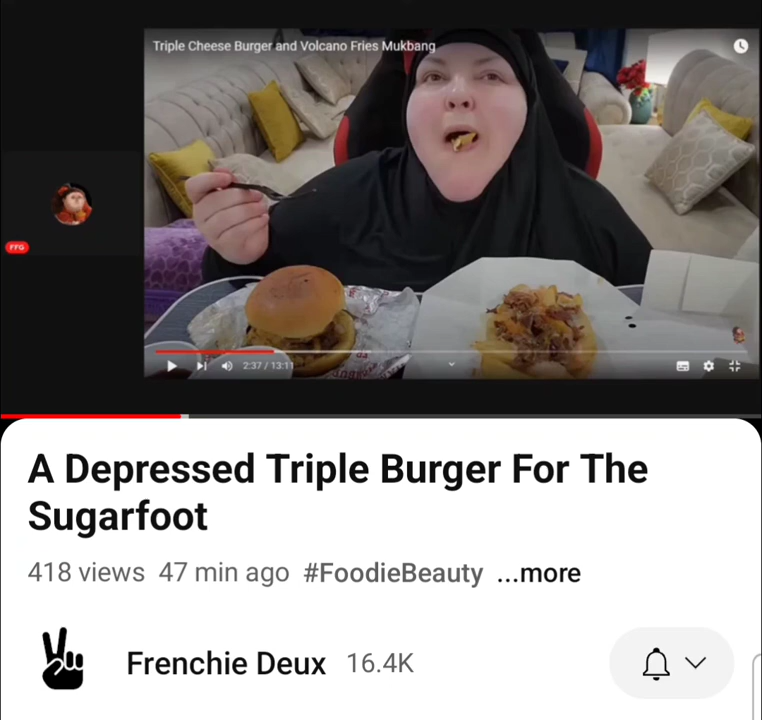 Triple Cheese Burger and Volcano Fries Mukbang
FFG
2:37 / 13:11
A Depressed Triple Burger For The
Sugarfoot
418 views 47 min ago #FoodieBeauty ...more
Frenchie Deux 16.4K